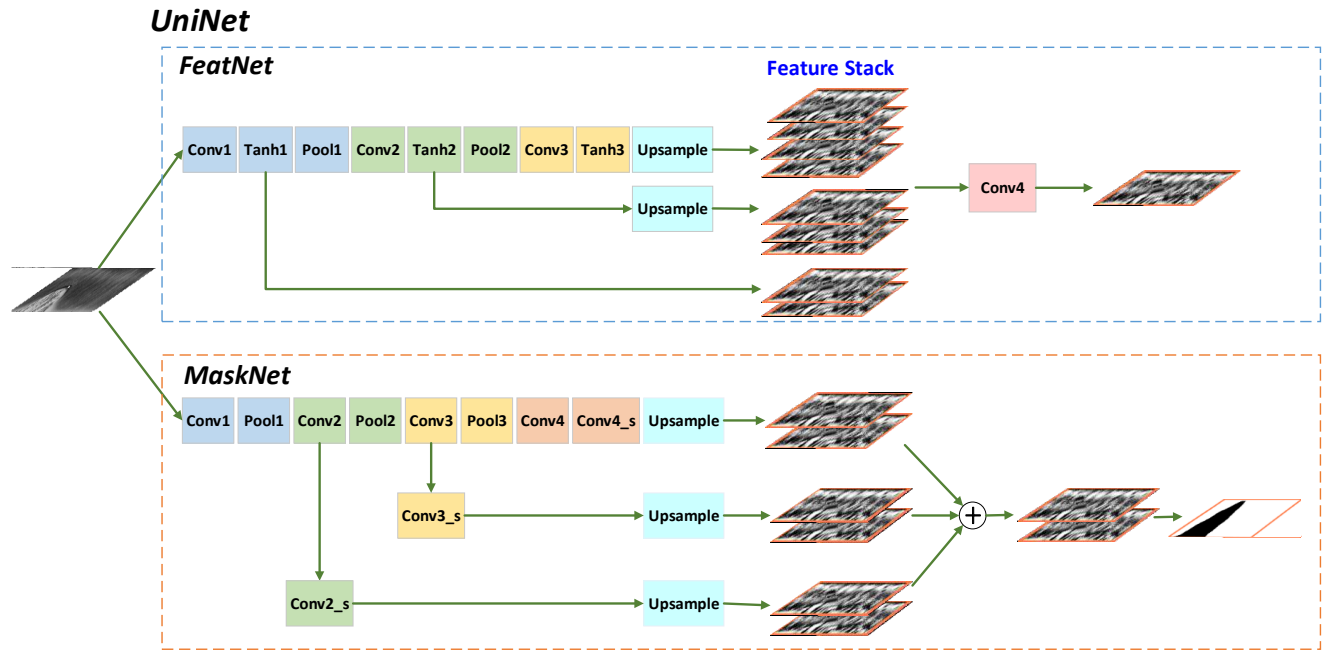 UniNet
FeatNet
Feature Stack
Conv1 Tanh1 Pool1 Conv2 Tanh2 Pool2 Conv3 Tanh3 Upsample
Upsample
Conv4
MaskNet
Conv1 Pool1 Conv2 Pool2 Conv3 Pool3 Conv4 Conv4_s Upsample
Conv3_s Upsample
Conv2_s Upsample